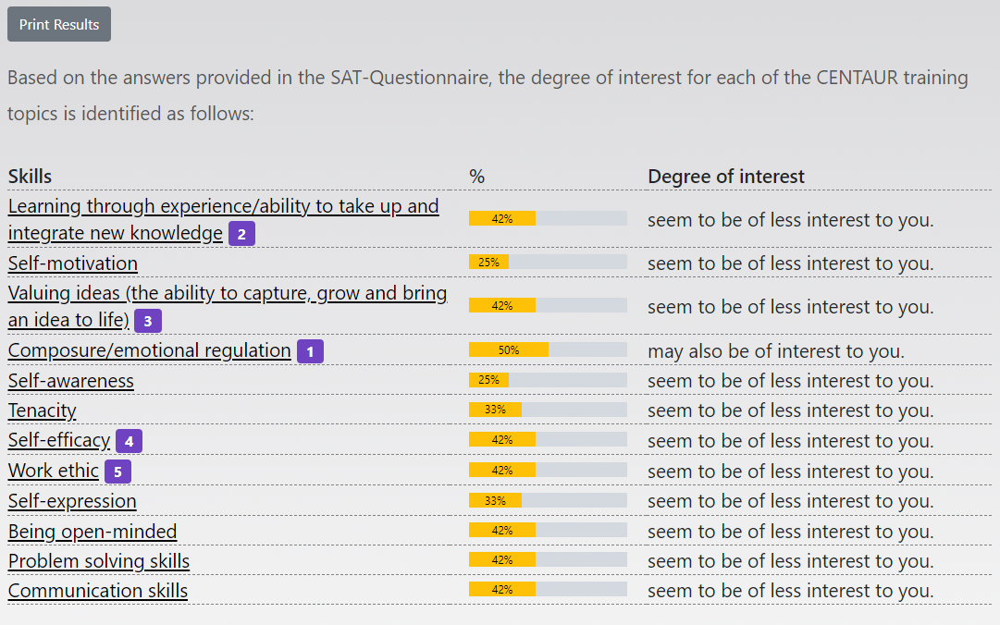 Print Results
Based on the answers provided in the SAT-Questionnaire, the degree of interest for each of the CENTAUR training
topics is identified as follows:
Skills % Degree of interest
Learning through experience/ability to take up and
integrate new knowledge 2 42% seem to be of less interest to you.
Self-motivation 25% seem to be of less interest to you.
Valuing ideas (the ability to capture, grow and bring
an idea to life) 3 42% seem to be of less interest to you.
Composure/emotional regulation 1 50% may also be of interest to you.
Self-awareness 25% seem to be of less interest to you.
Tenacity 33% seem to be of less interest to you.
Self-efficacy 4 42% seem to be of less interest to you.
Work ethic 5 42% seem to be of less interest to you.
Self-expression 33% seem to be of less interest to you.
Being open-minded 42% seem to be of less interest to you.
Problem solving skills 42% seem to be of less interest to you.
Communication skills 42% seem to be of less interest to you.